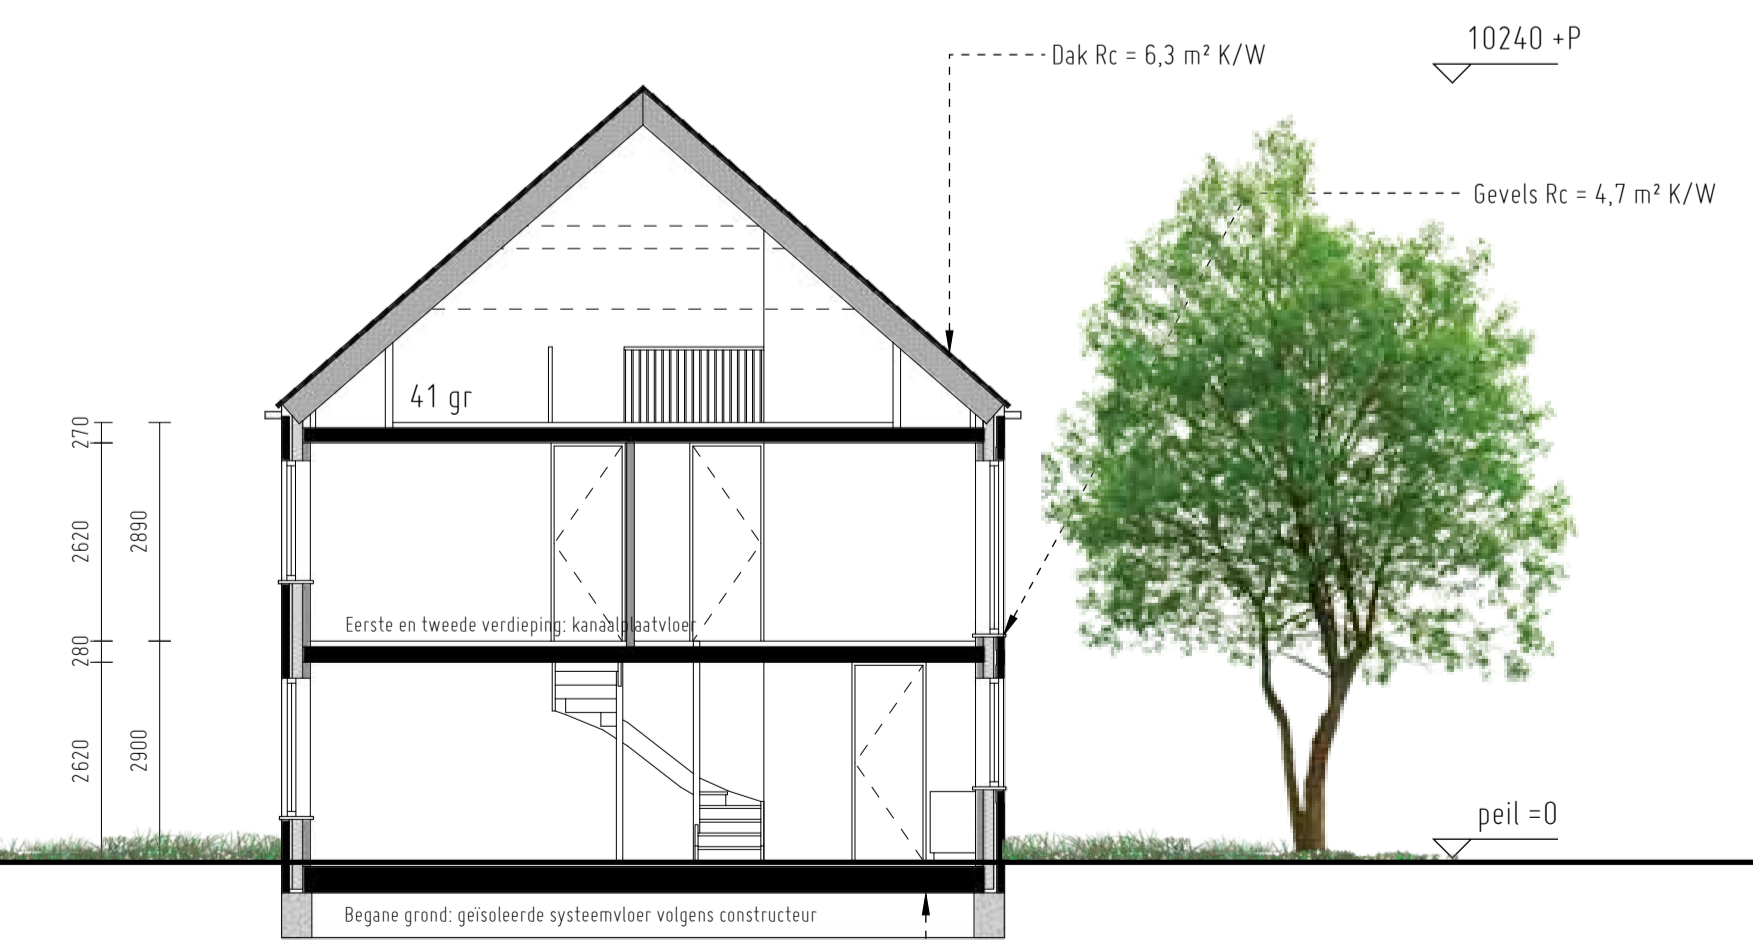 10240 +P
Dak Rc = 6,3 m² K/W
Gevels Rc = 4,7 m² K/W
41 gr
270
2620
2890
280
Eerste en tweede verdieping: kanaalplaatvloer
2620
2900
peil =0
Begane grond: geïsoleerde systeemvloer volgens constructeur